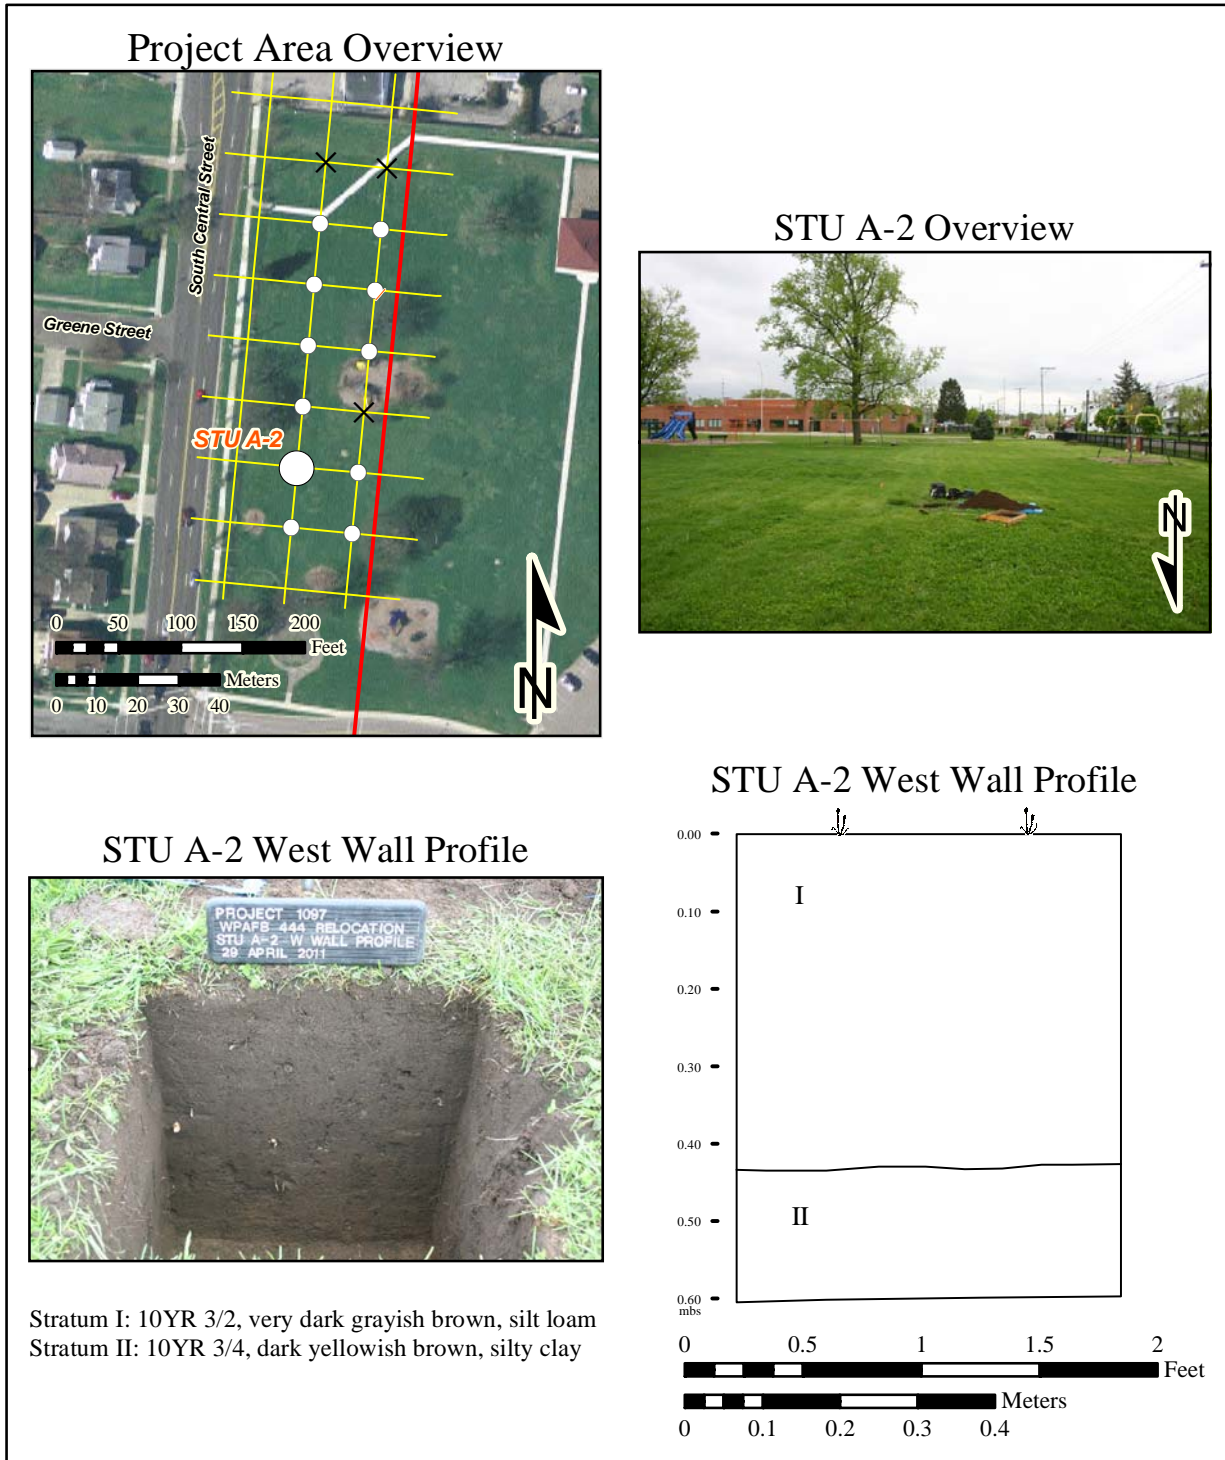 Project Area Overview
South Central Street
Greene Street
STU A-2
0 50 100 150 200
Feet
Meters
0 10 20 30 40
N
STU A-2 Overview
N
STU A-2 West Wall Profile
PROJECT 1097
WPAFB 444 RELOCATION
STU A-2 W WALL PROFILE
29 APRIL 2011
Stratum I: 10YR 3/2, very dark grayish brown, silt loam
Stratum II: 10YR 3/4, dark yellowish brown, silty clay
STU A-2 West Wall Profile
0.00
I
0.10
0.20
0.30
0.40
II
0.50
0.60
mbs
0 0.5 1 1.5 2
Feet
Meters
0 0.1 0.2 0.3 0.4